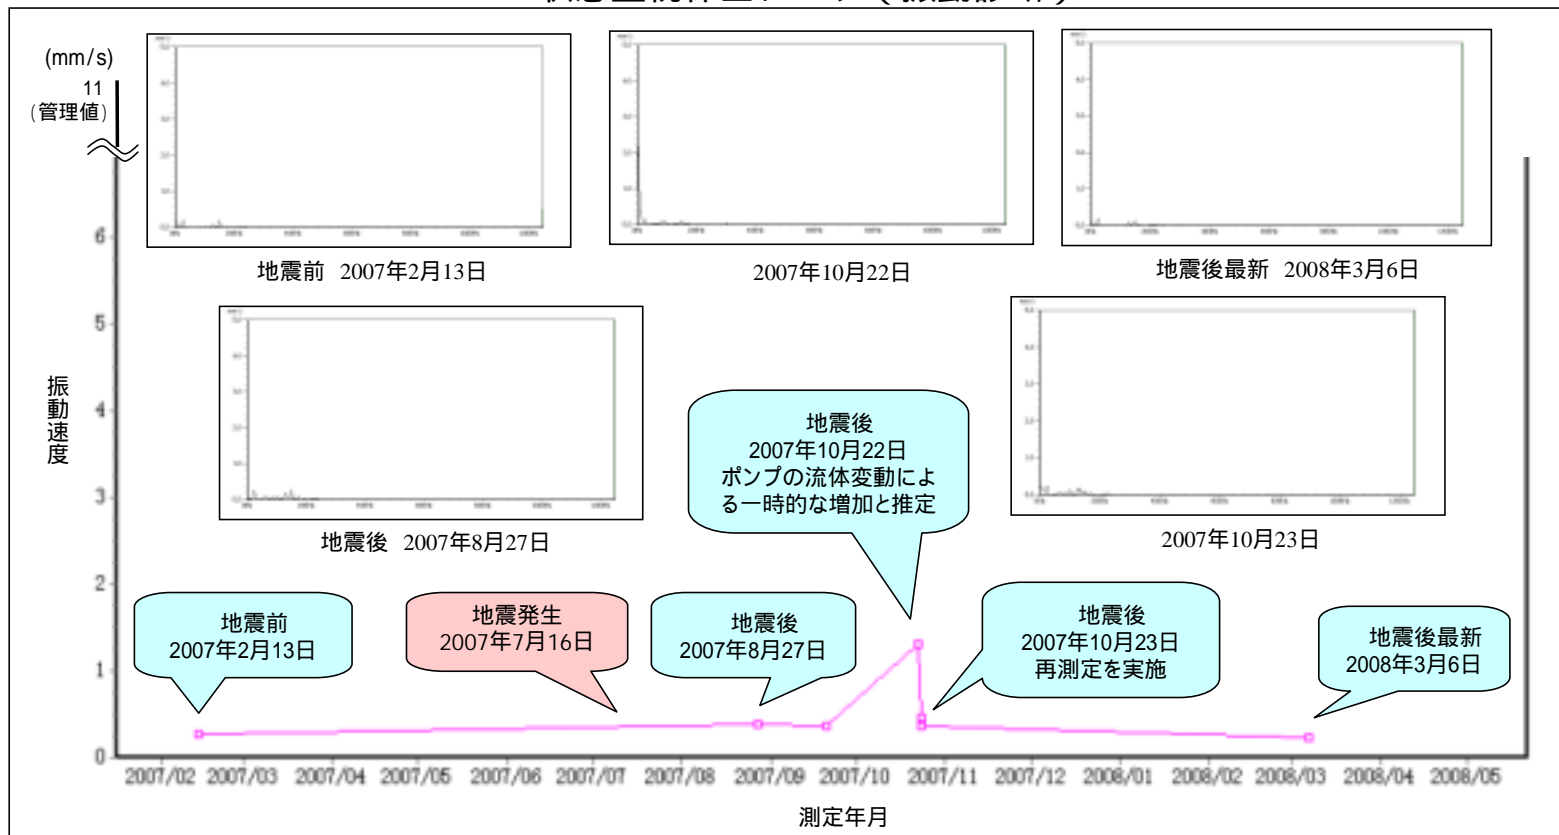 (mm/s)
11
(管理値)
地震前 2007年2月13日
2007年10月22日
地震後最新 2008年3月6日
地震後 2007年8月27日
2007年10月23日
振動速度
6
5
4
3
2
1
0
地震前
2007年2月13日
地震発生
2007年7月16日
地震後
2007年8月27日
地震後
2007年10月22日
ポンプの流体変動によ
る一時的な増加と推定
地震後
2007年10月23日
再測定を実施
地震後最新
2008年3月6日
2007/02 2007/03 2007/04 2007/05 2007/06 2007/07 2007/08 2007/09 2007/10 2007/11 2007/12 2008/01 2008/02 2008/03 2008/04 2008/05
測定年月